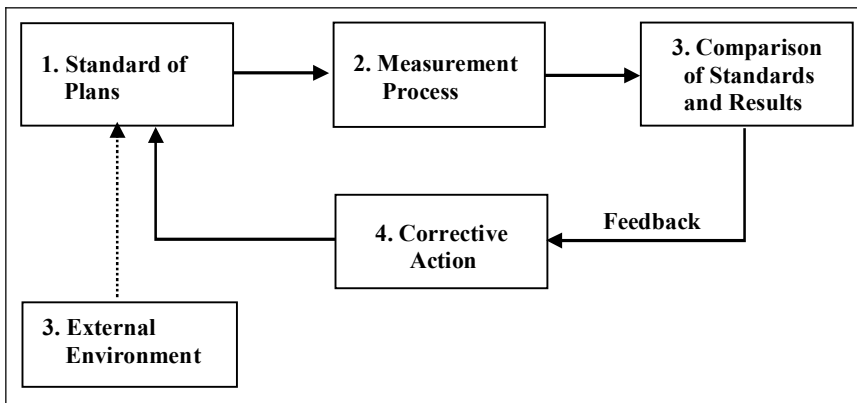 1. Standard of
Plans
2. Measurement
Process
3. Comparison
of Standards
and Results
Feedback
4. Corrective
Action
3. External
Environment